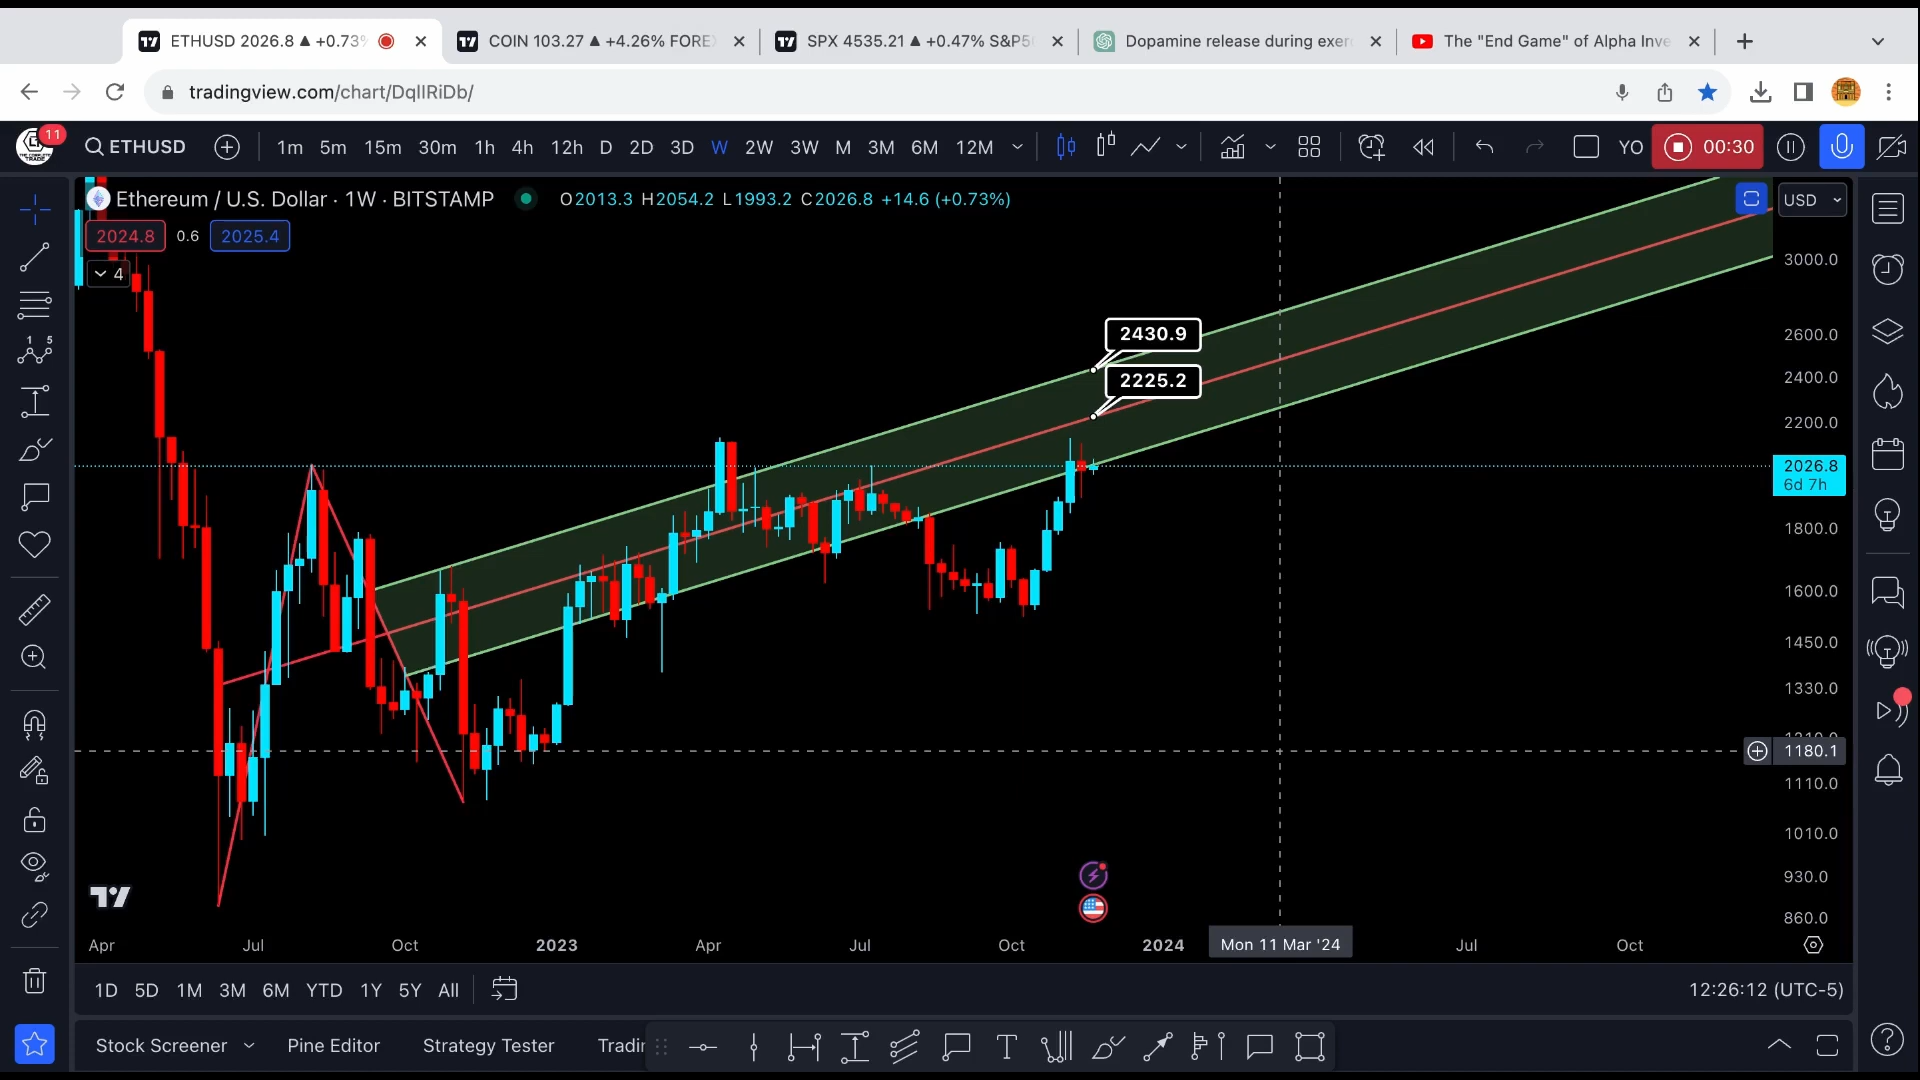 ETHUSD 2026.8 ▲ +0.73%
COIN 103.27 ▲ +4.26% FORE
SPX 4535.21 ▲ +0.47% S&P5
Dopamine release during exer
The "End Game" of Alpha Inve
tradingview.com/chart/DqIIRiDb/
11
ETHUSD
1m 5m 15m 30m 1h 4h 12h D 2D 3D W 2W 3W M 3M 6M 12M
YO
00:30
Ethereum / U.S. Dollar · 1W · BITSTAMP
O2013.3 H2054.2 L1993.2 C2026.8 +14.6 (+0.73%)
USD
2024.8 0.6 2025.4
4
3000.0
2430.9
2600.0
2225.2
2400.0
2200.0
2026.8
6d 7h
1800.0
1600.0
1450.0
1330.0
1210.0
1180.1
1110.0
1010.0
930.0
860.0
Apr Jul Oct 2023 Apr Jul Oct 2024 Mon 11 Mar '24 Jul Oct
1D 5D 1M 3M 6M YTD 1Y 5Y All
12:26:12 (UTC-5)
Stock Screener Pine Editor Strategy Tester Tradin